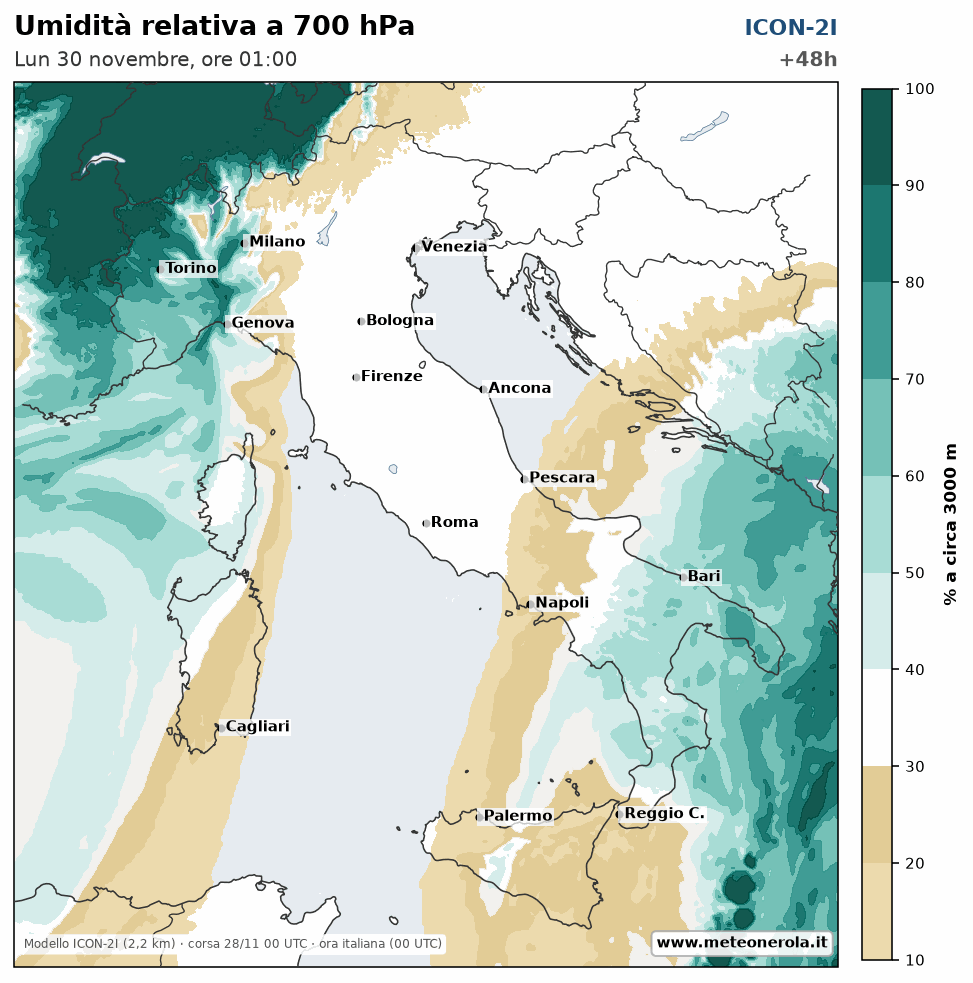 Umidità relativa a 700 hPa
ICON-2I
Lun 30 novembre, ore 01:00
+48h
100
90
80
70
60
50
40
30
20
10
% a circa 3000 m
Milano
Venezia
Torino
Genova
Bologna
Firenze
Ancona
Pescara
Roma
Bari
Napoli
Cagliari
Palermo
Reggio C.
Modello ICON-2I (2,2 km) · corsa 28/11 00 UTC · ora italiana (00 UTC)
www.meteonerola.it